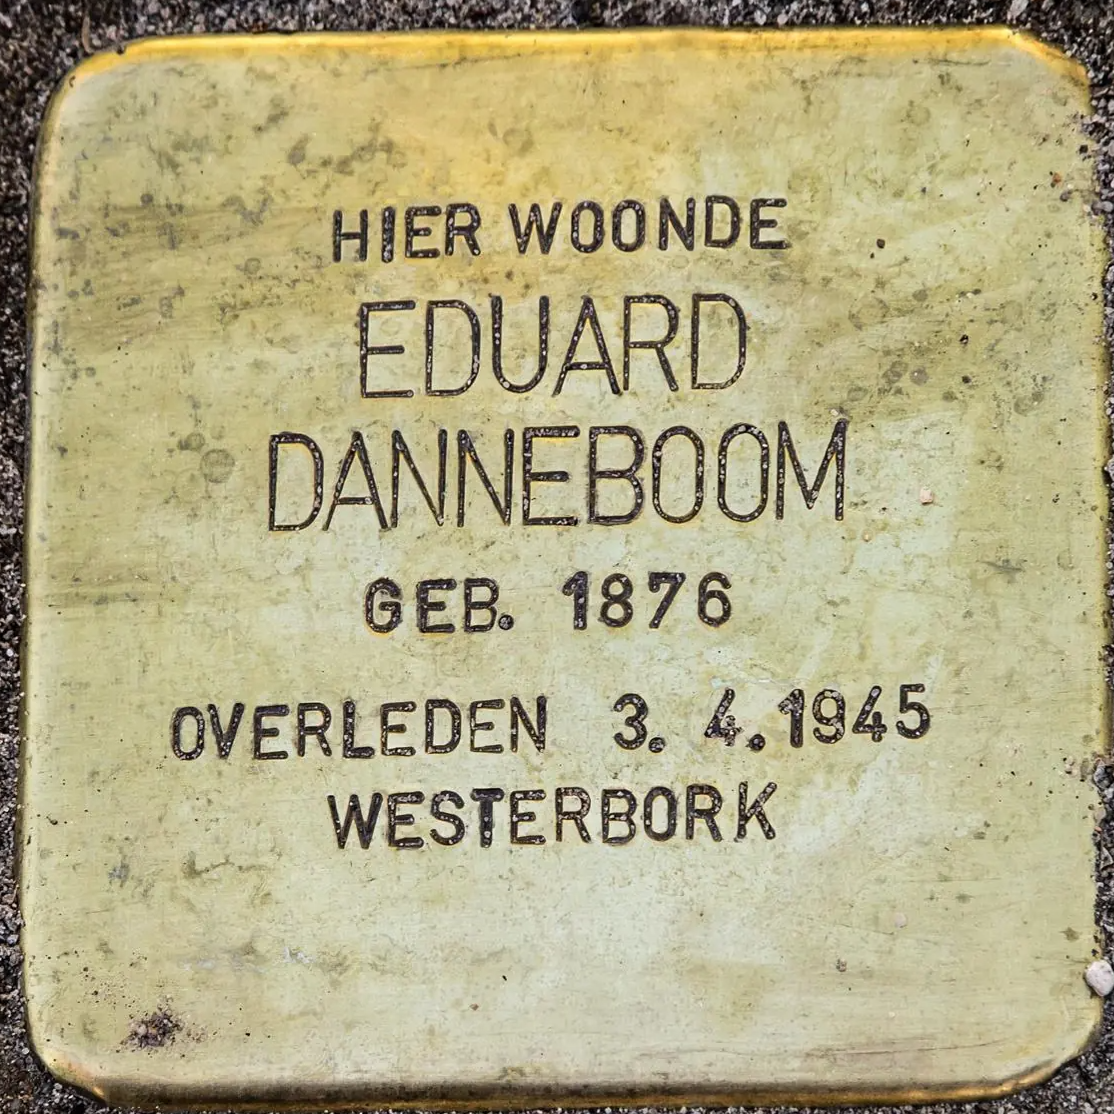 HIER WOONDE
EDUARD
DANNEBOOM
GEB. 1876
OVERLEDEN 3. 4. 1945
WESTERBORK